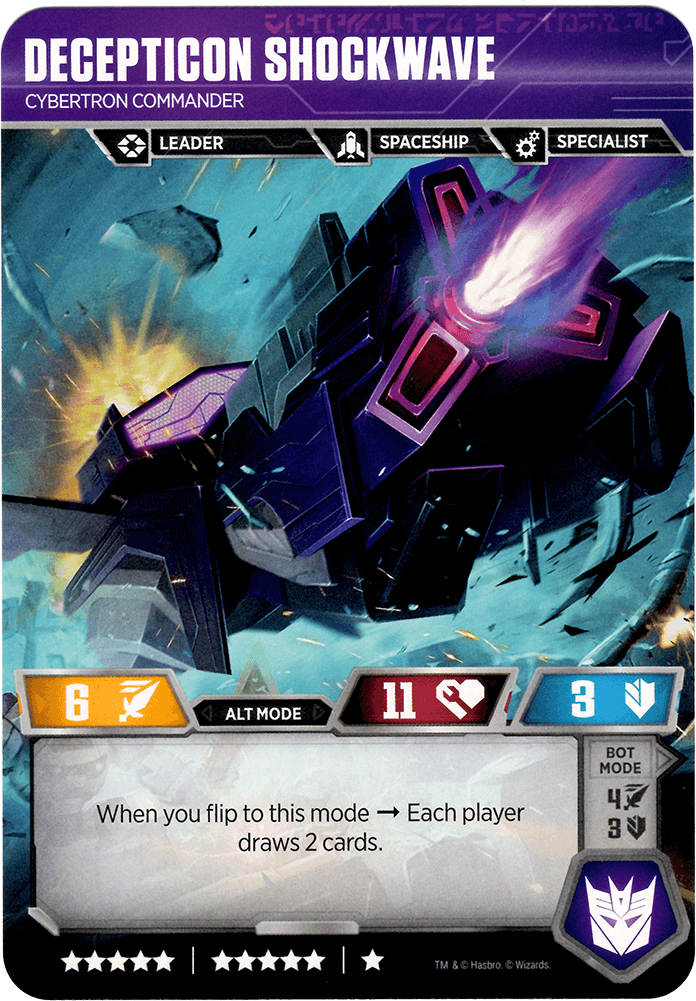 DECEPTICON SHOCKWAVE
CYBERTRON COMMANDER
LEADER SPACESHIP SPECIALIST
6 ALT MODE 11 3
BOT
MODE
4
3
When you flip to this mode → Each player
draws 2 cards.
TM & © Hasbro. © Wizards.